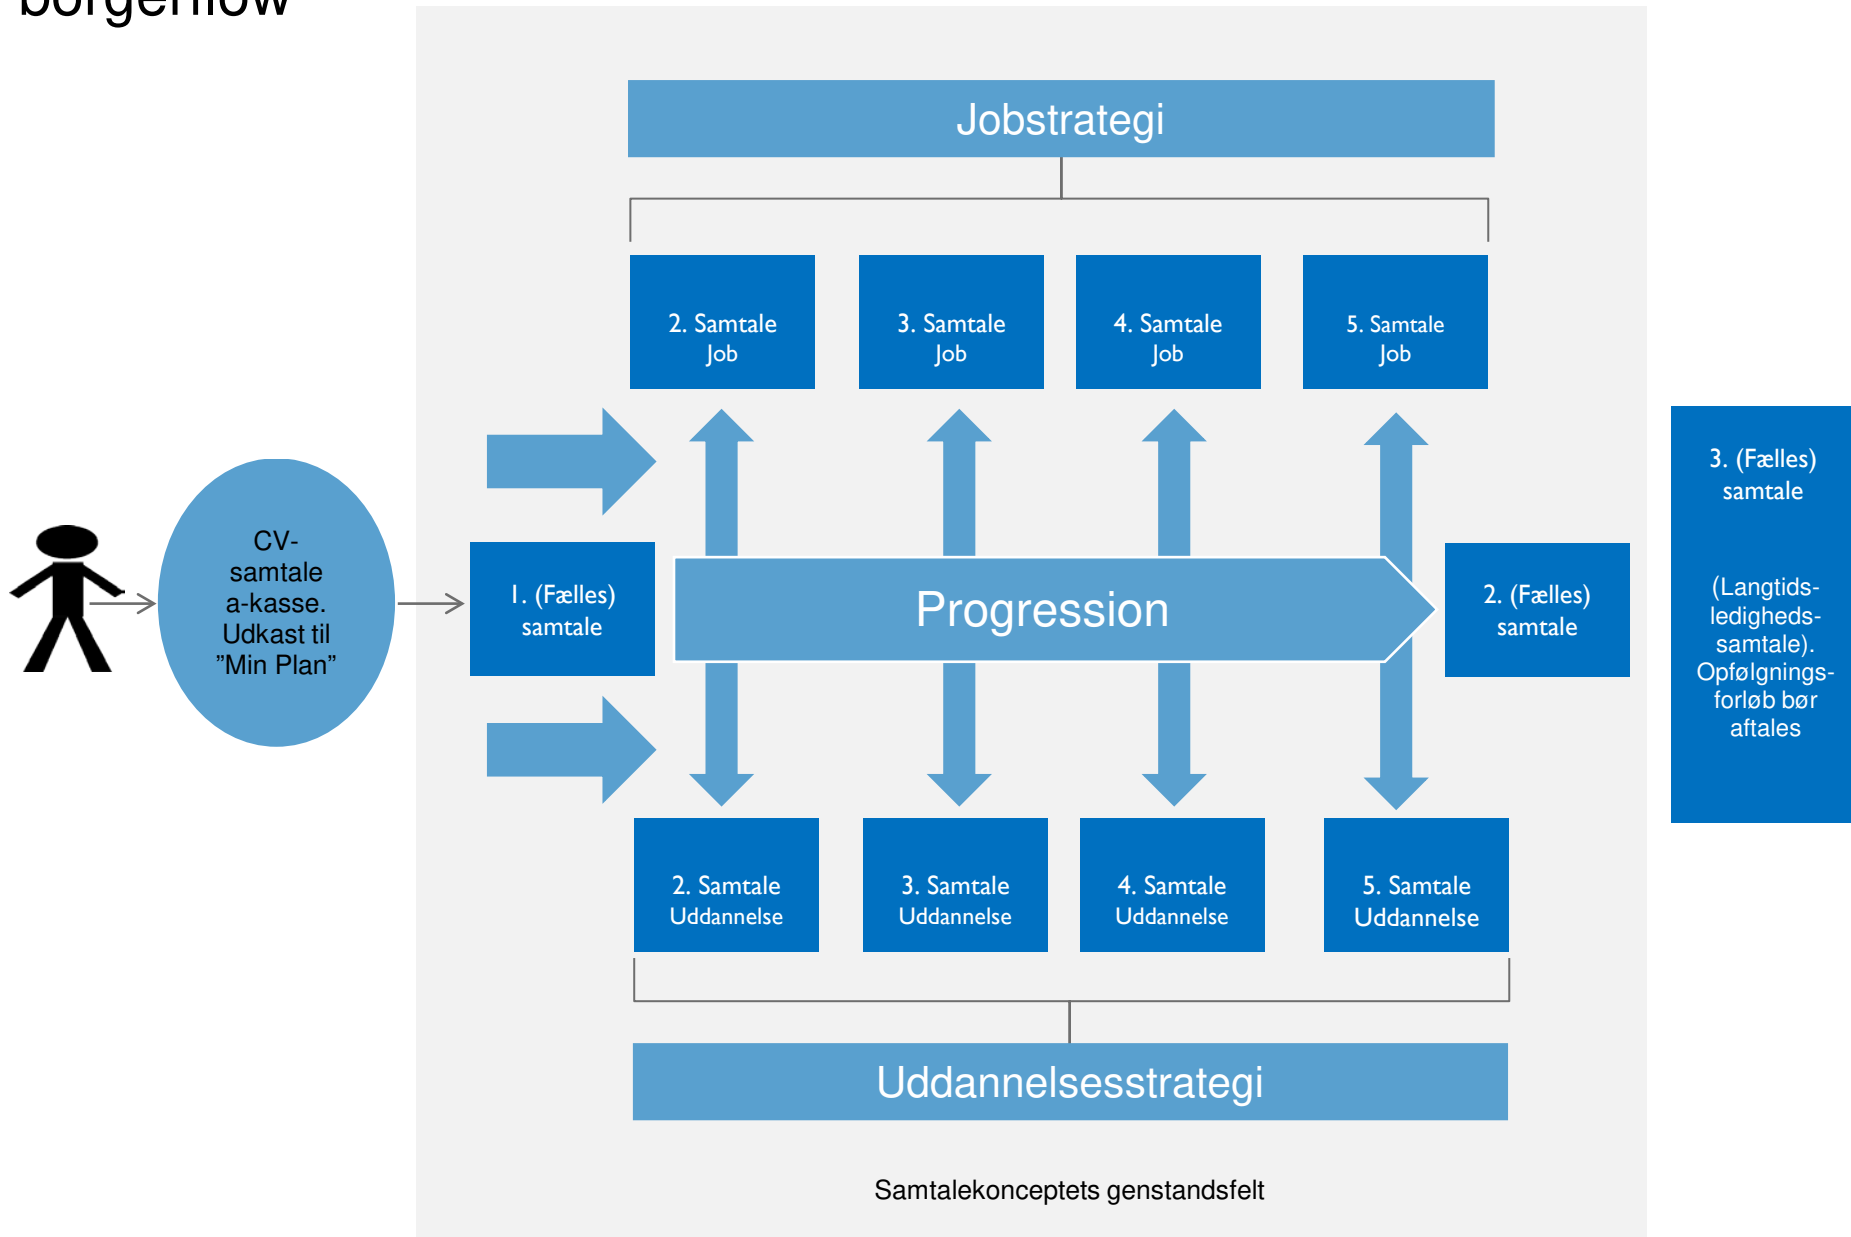 borgerflow
Jobstrategi
2. Samtale
Job
3. Samtale
Job
4. Samtale
Job
5. Samtale
Job
CV-
samtale
a-kasse.
Udkast til
”Min Plan”
1. (Fælles)
samtale
Progression
2. (Fælles)
samtale
3. (Fælles)
samtale
(Langtids-
ledigheds-
samtale).
Opfølgnings-
forløb bør
aftales
2. Samtale
Uddannelse
3. Samtale
Uddannelse
4. Samtale
Uddannelse
5. Samtale
Uddannelse
Uddannelsesstrategi
Samtalekonceptets genstandsfelt